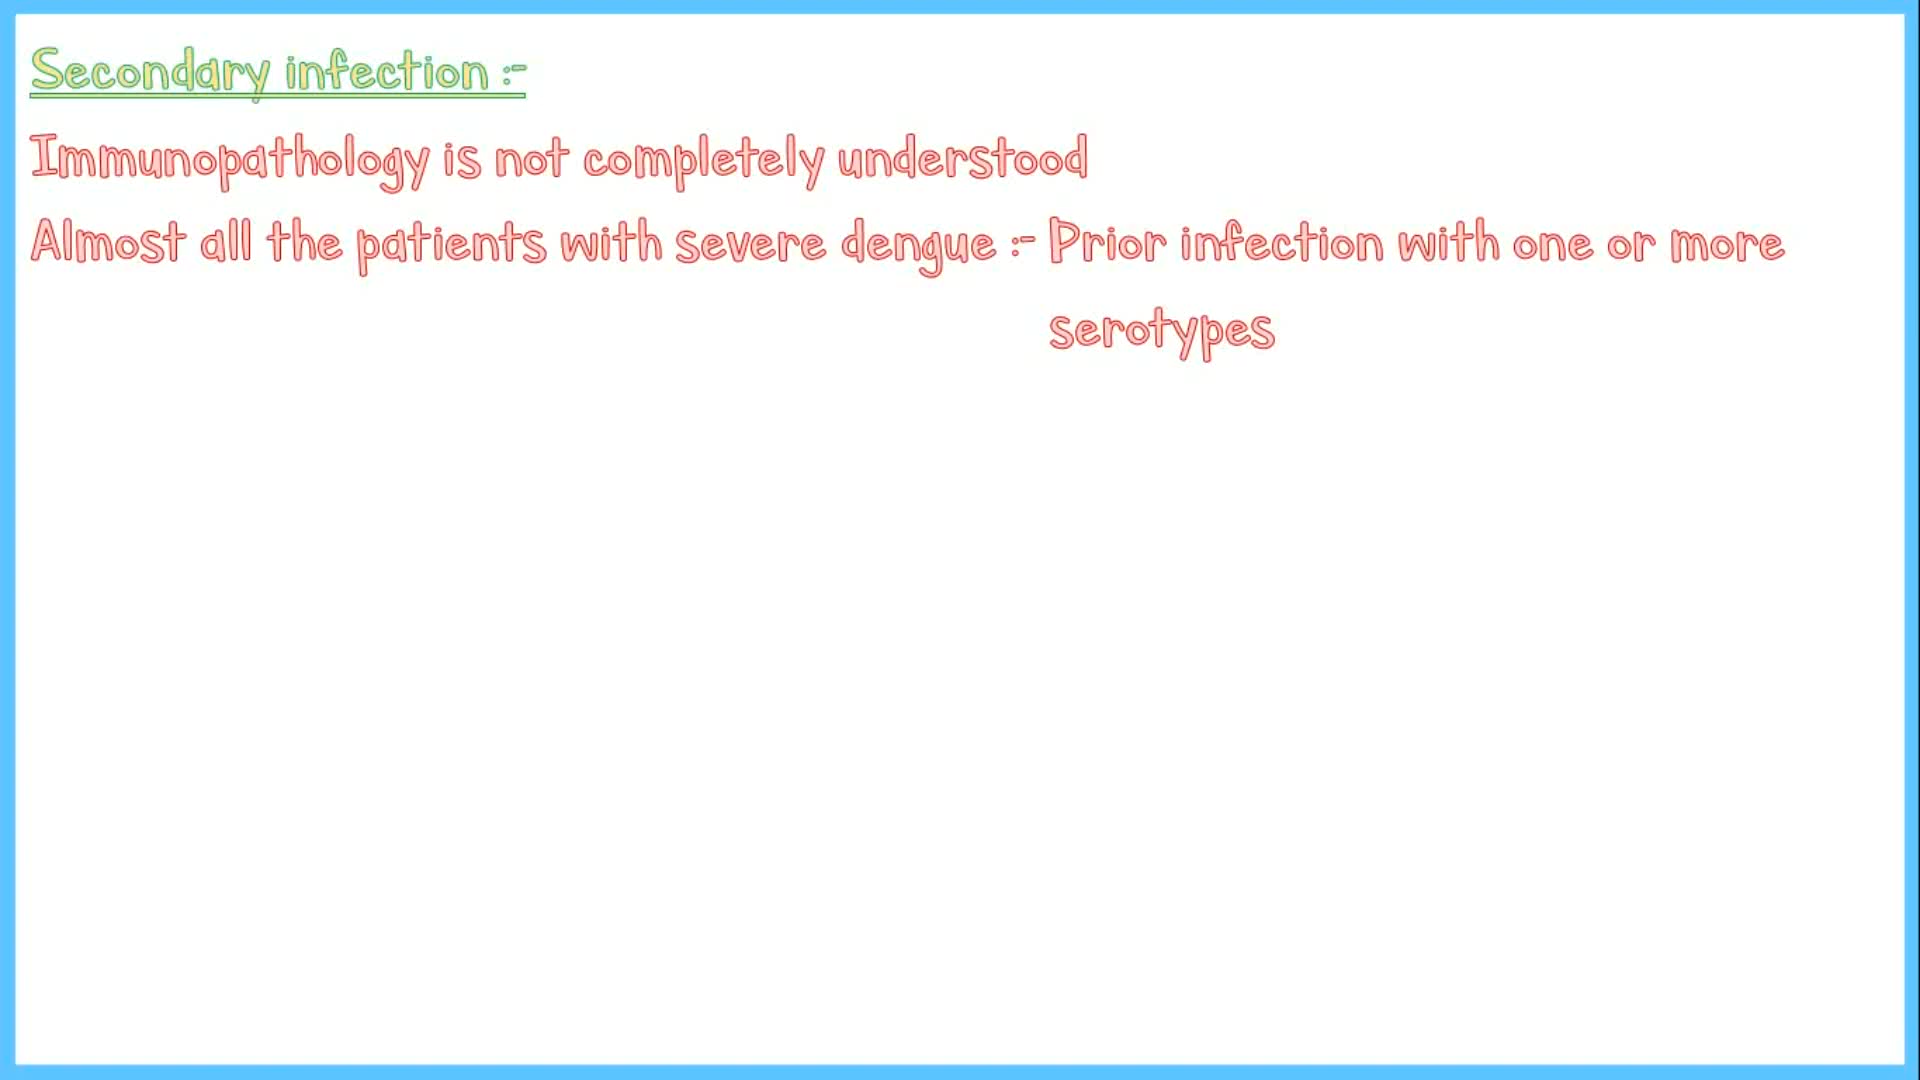 Secondary infection :-
Immunopathology is not completely understood
Almost all the patients with severe dengue :- Prior infection with one or more
serotypes